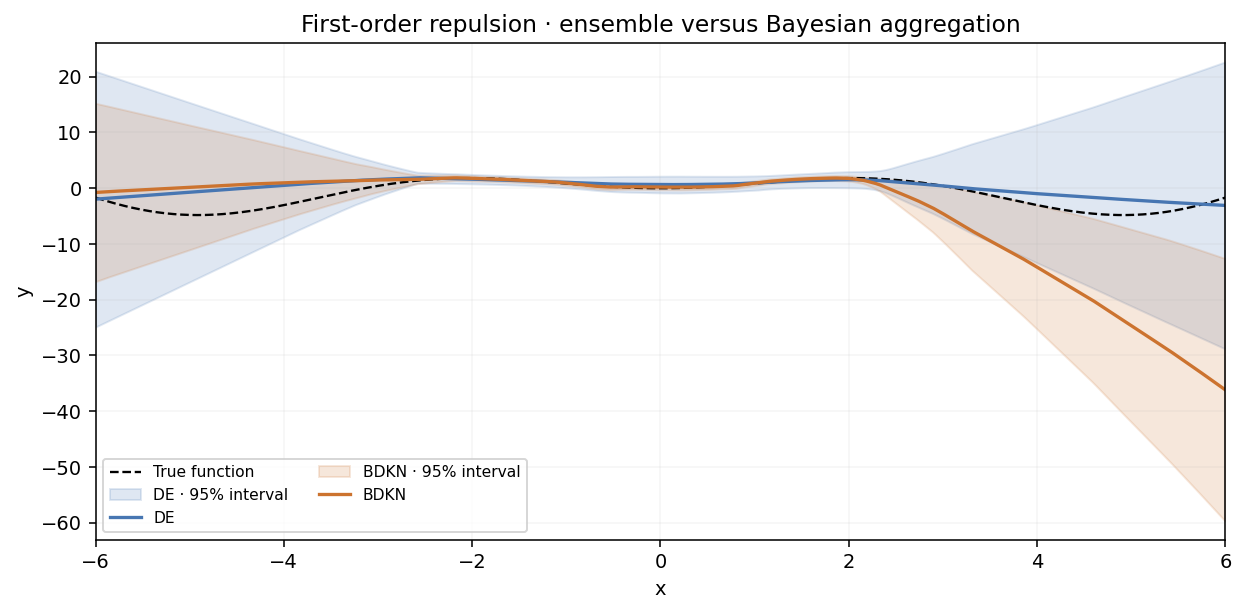 First-order repulsion · ensemble versus Bayesian aggregation
y
20
10
0
−10
−20
−30
−40
−50
−60
True function
DE · 95% interval
DE
BDKN · 95% interval
BDKN
−6
−4
−2
0
2
4
6
x